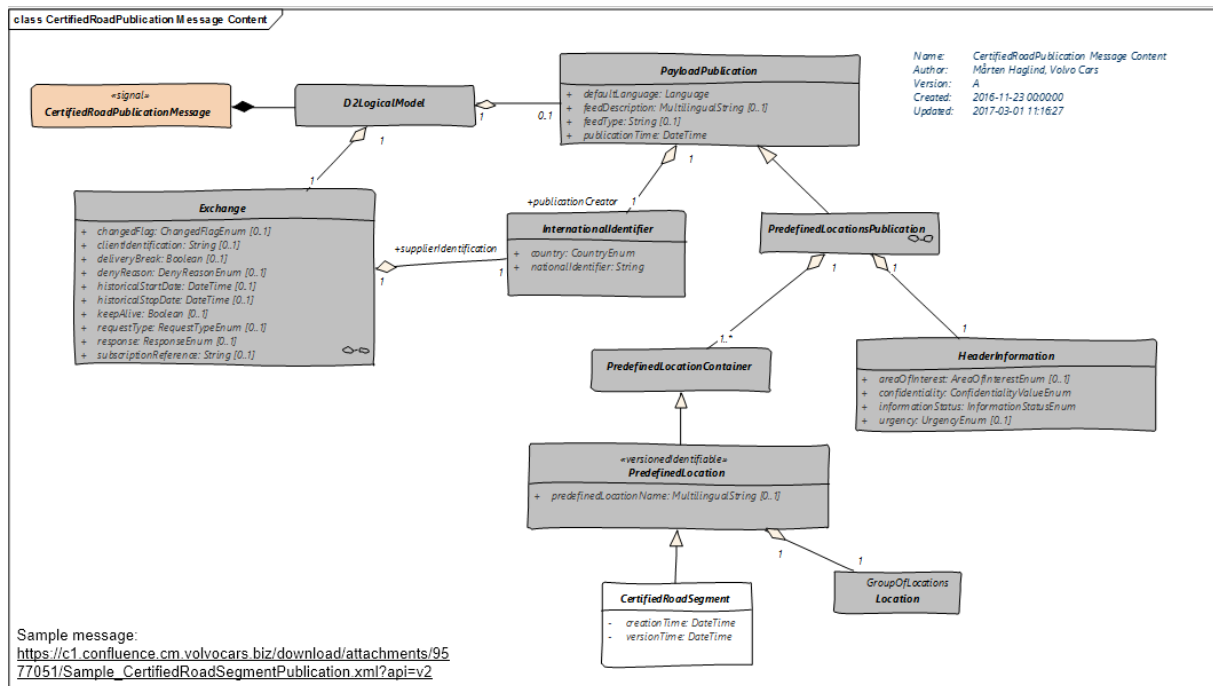 class CertifiedRoadPublication Message Content
Name: CertifiedRoadPublication Message Content
Author: Mårten Haglind, Volvo Cars
Version: A
Created: 2016-11-23 00:00:00
Updated: 2017-03-01 11:16:27
«signal»
CertifiedRoadPublicationMessage
D2LogicalModel
1
0..1
PayloadPublication
+ defaultLanguage: Language
+ feedDescription: MultilingualString [0..1]
+ feedType: String [0..1]
+ publicationTime: DateTime
1
1
1
Exchange
+ changedFlag: ChangedFlagEnum [0..1]
+ clientIdentification: String [0..1]
+ deliveryBreak: Boolean [0..1]
+ denyReason: DenyReasonEnum [0..1]
+ historicalStartDate: DateTime [0..1]
+ historicalStopDate: DateTime [0..1]
+ keepAlive: Boolean [0..1]
+ requestType: RequestTypeEnum [0..1]
+ response: ResponseEnum [0..1]
+ subscriptionReference: String [0..1]
+publicationCreator 1
+supplierIdentification
1
1
InternationalIdentifier
+ country: CountryEnum
+ nationalIdentifier: String
PredefinedLocationsPublication
1
1
1..*
1
PredefinedLocationContainer
HeaderInformation
+ areaOfInterest: AreaOfInterestEnum [0..1]
+ confidentiality: ConfidentialityValueEnum
+ informationStatus: InformationStatusEnum
+ urgency: UrgencyEnum [0..1]
«versionedIdentifiable»
PredefinedLocation
+ predefinedLocationName: MultilingualString [0..1]
1
1
GroupOfLocations
Location
CertifiedRoadSegment
- creationTime: DateTime
- versionTime: DateTime
Sample message:
https://c1.confluence.cm.volvocars.biz/download/attachments/95
77051/Sample_CertifiedRoadSegmentPublication.xml?api=v2